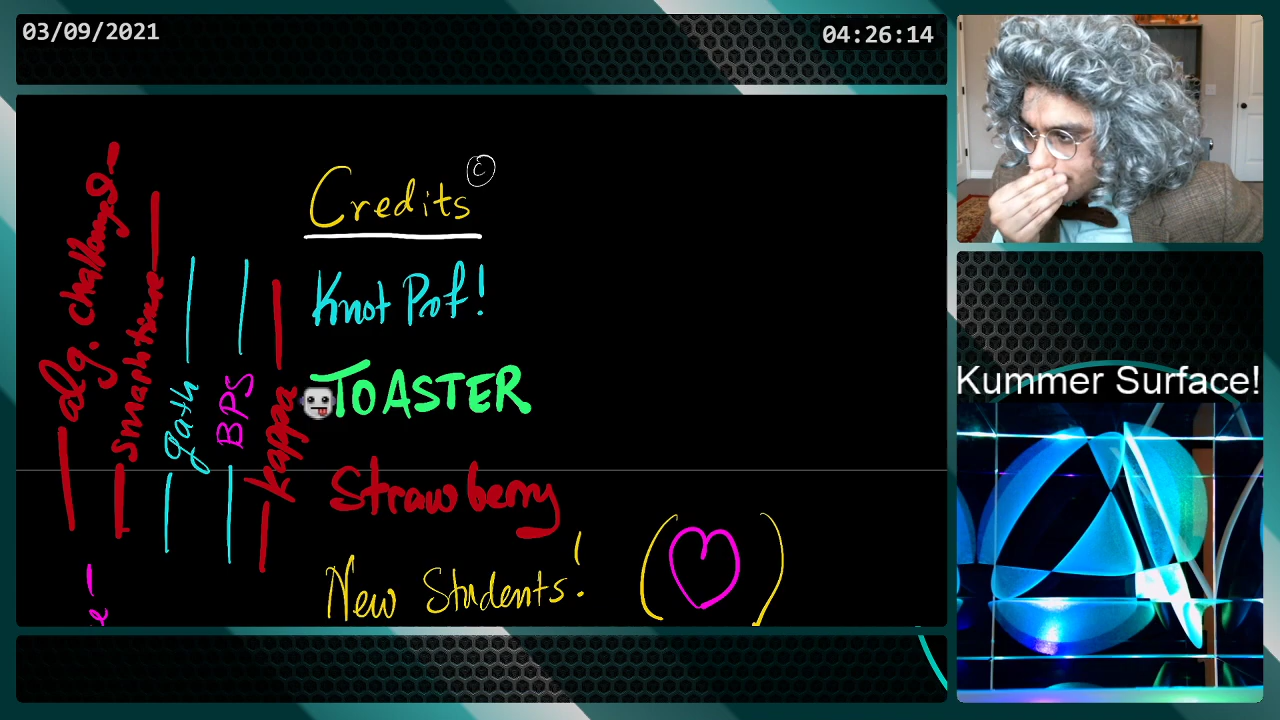 03/09/2021
04:26:14
Credits ©
Knot Prof!
TOASTER
Strawberry
New Students!
alg. challenge
smarh
gath
BPS
kappa
Kummer Surface!